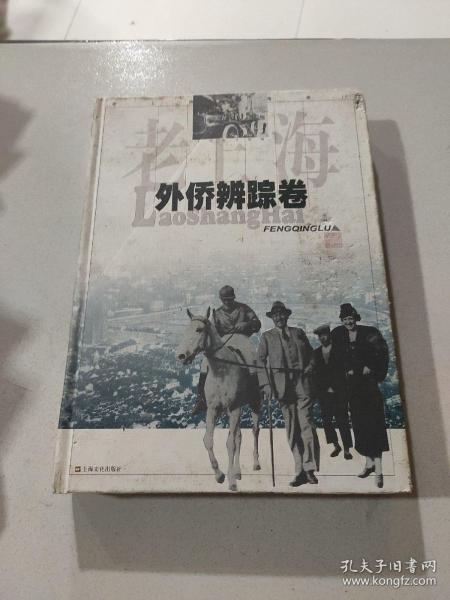 老上海
外侨辨踪卷
LaoShangHai
FENGQINGLU
上海文化出版社
孔夫子旧书网
www.kongfz.com